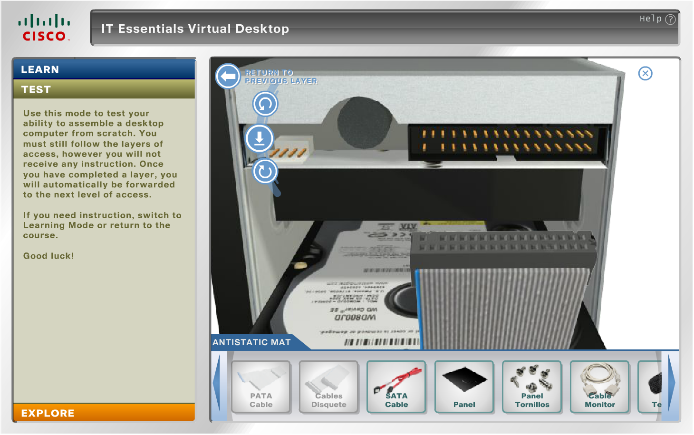 CISCO
IT Essentials Virtual Desktop
Help ?
LEARN
TEST
Use this mode to test your
ability to assemble a desktop
computer from scratch. You
must still follow the layers of
access, however you will not
receive any instruction. Once
you have completed a layer, you
will automatically be forwarded
to the next level of access.
If you need instruction, switch to
Learning Mode or return to the
course.
Good luck!
EXPLORE
RETURN TO
PREVIOUS LAYER
WD Caviar SE
WD800JD
ANTISTATIC MAT
PATA
Cable
Cables
Disquete
SATA
Cable
Panel
Panel
Tornillos
Cable
Monitor
Te